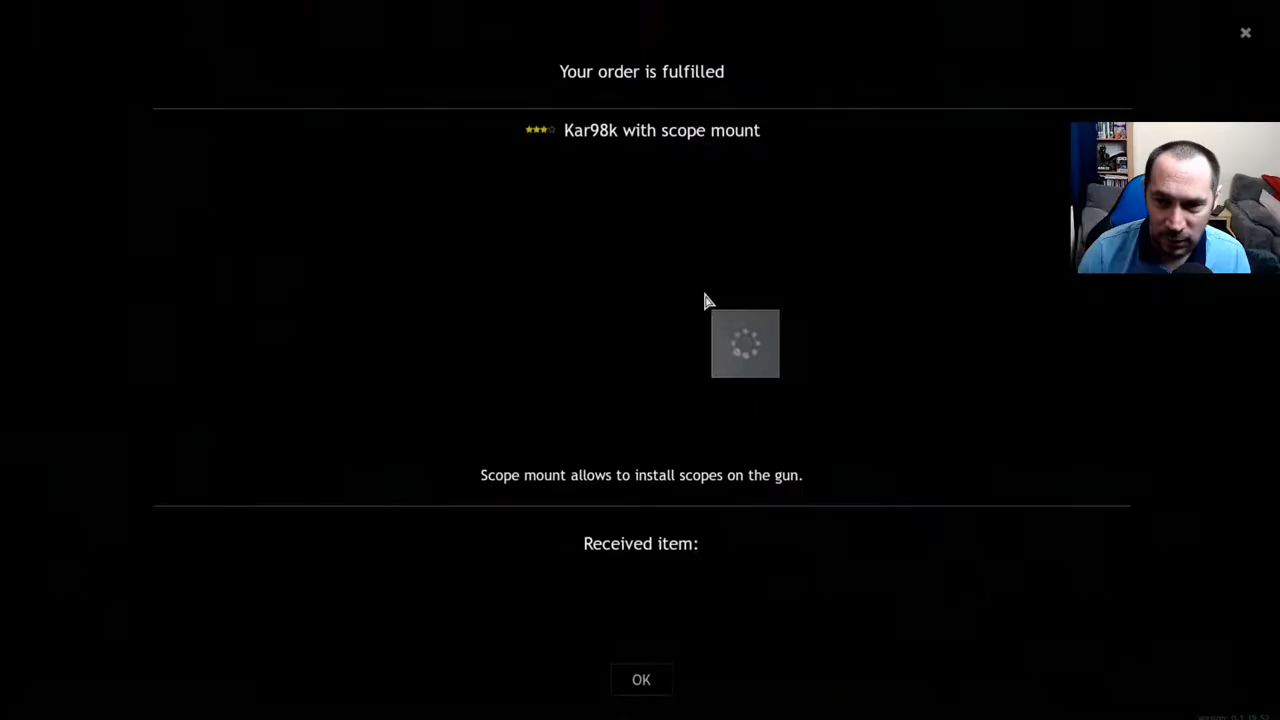 Your order is fulfilled
Kar98k with scope mount
Scope mount allows to install scopes on the gun.
Received item:
OK